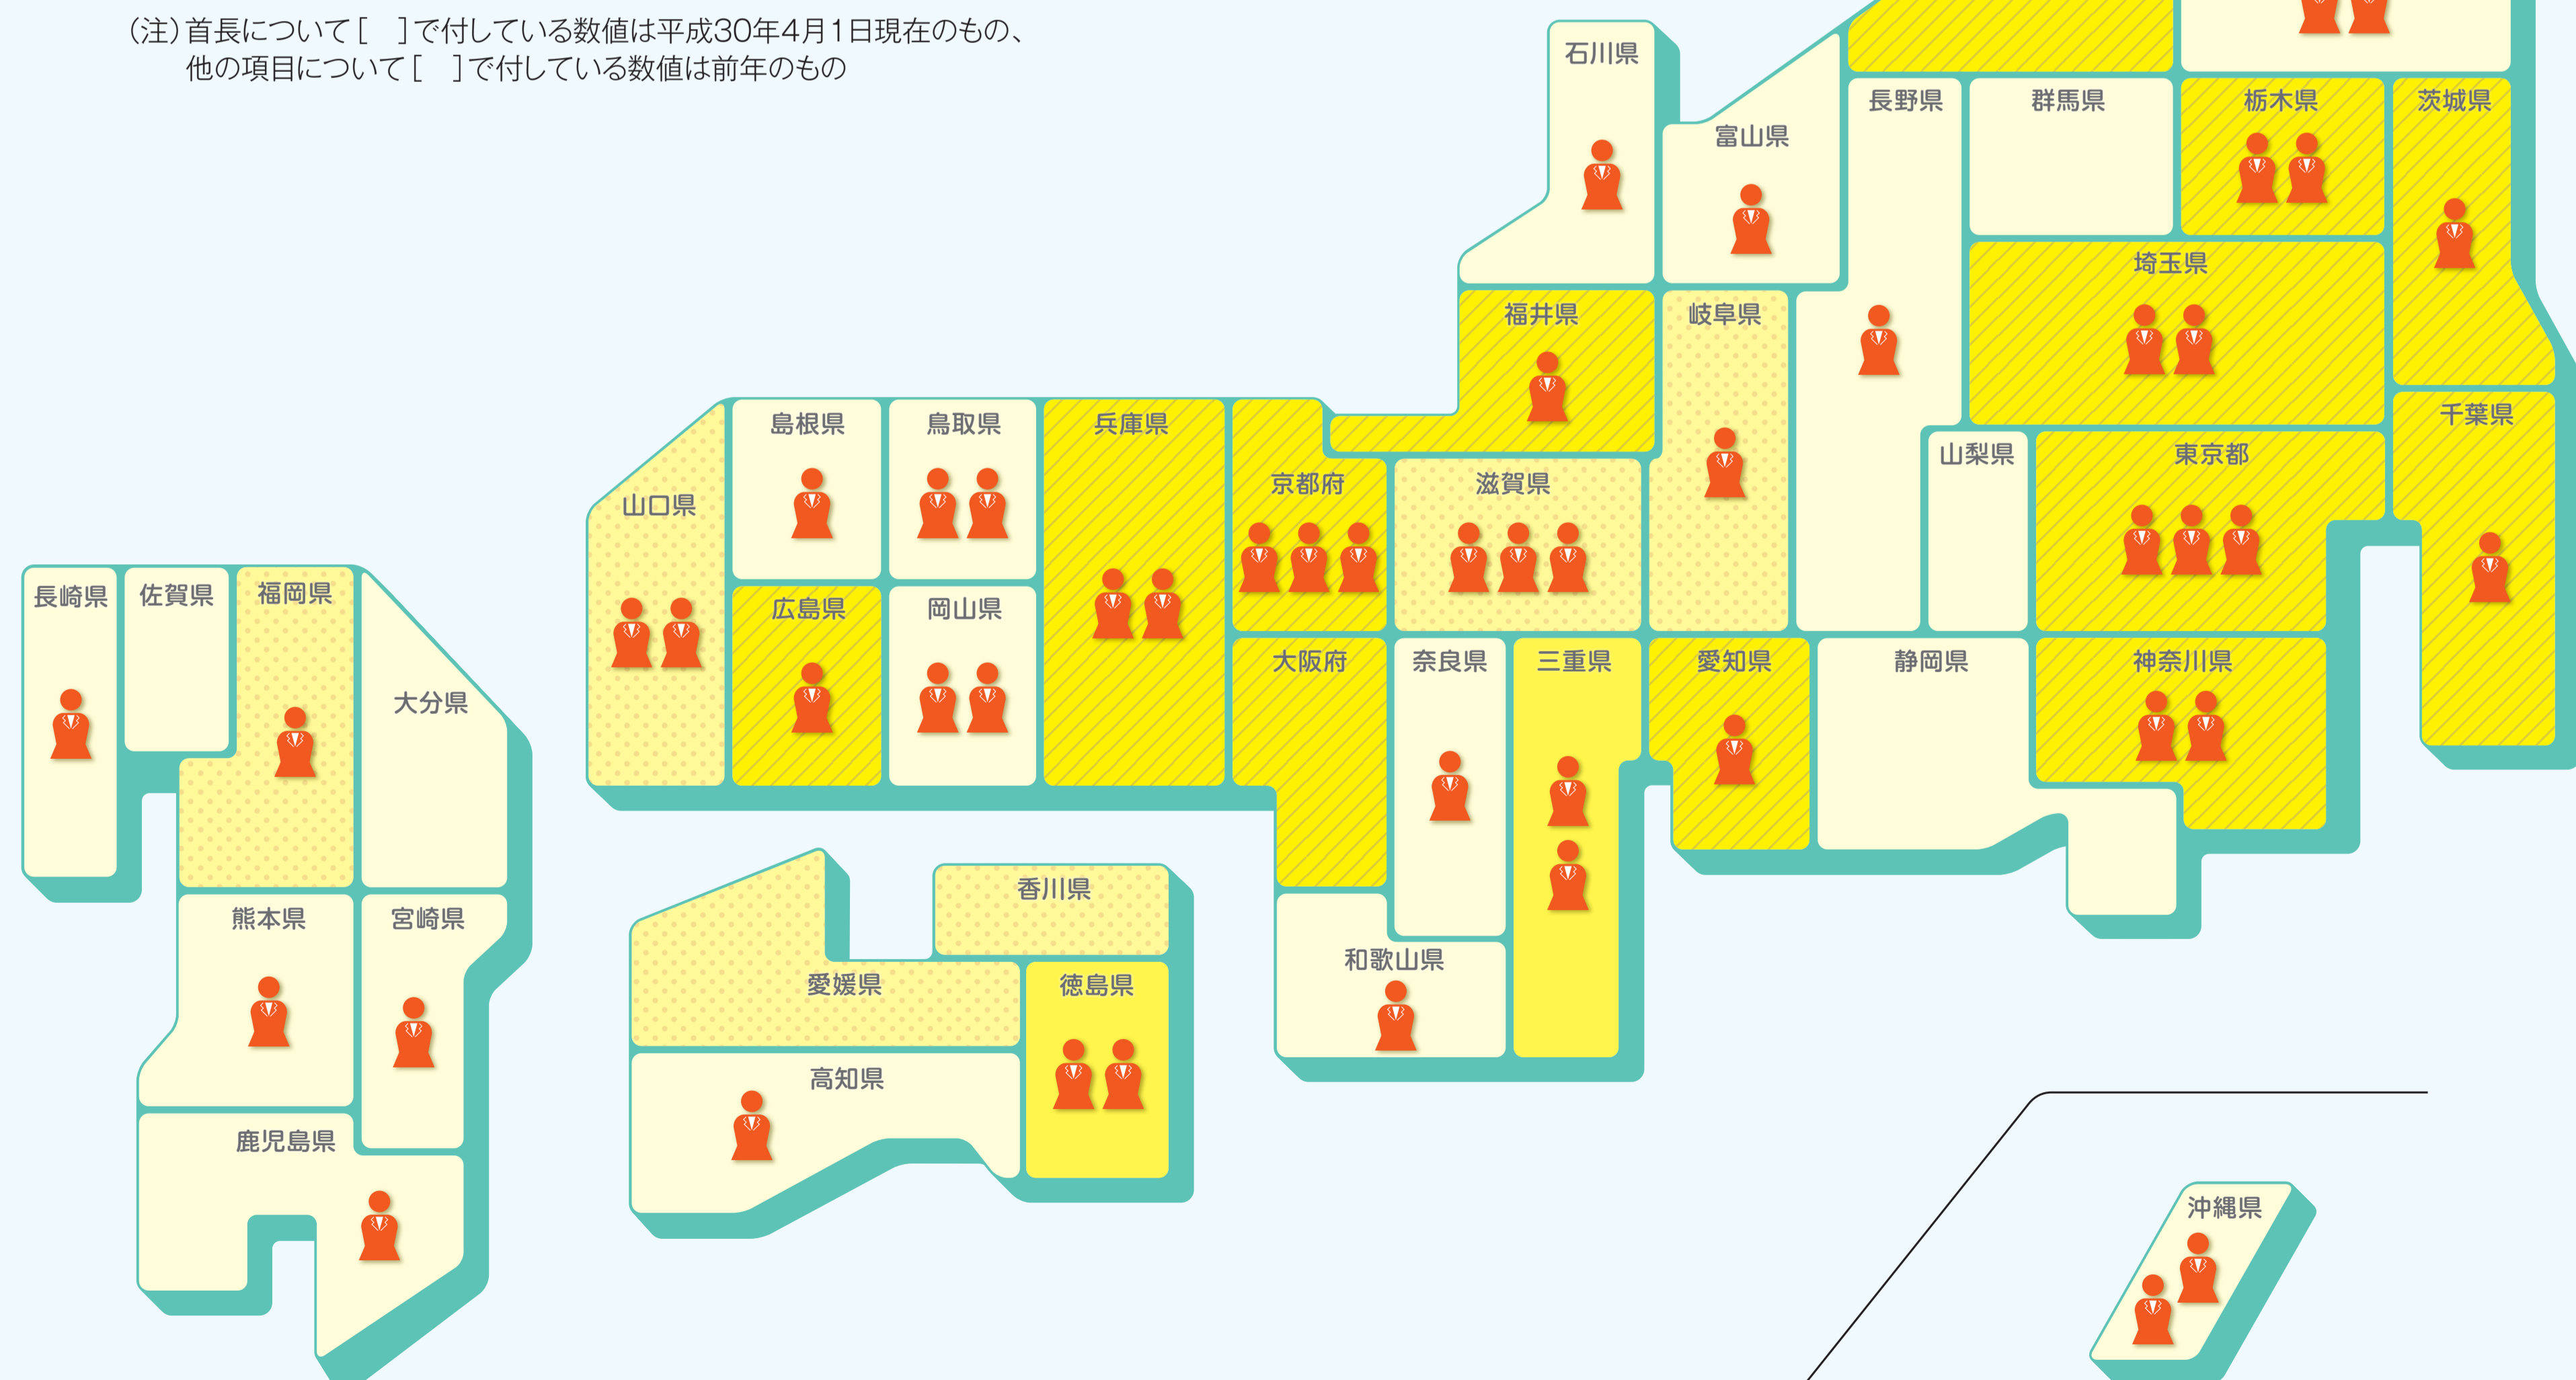 (注) 首長について［　］で付している数値は平成30年4月1日現在のもの、
他の項目について［　］で付している数値は前年のもの
石川県
富山県
長野県
群馬県
栃木県
茨城県
埼玉県
福井県
岐阜県
島根県
鳥取県
兵庫県
千葉県
山梨県
東京都
京都府
滋賀県
山口県
長崎県
佐賀県
福岡県
広島県
岡山県
大阪府
奈良県
三重県
愛知県
静岡県
神奈川県
大分県
香川県
熊本県
宮崎県
和歌山県
愛媛県
徳島県
高知県
鹿児島県
沖縄県